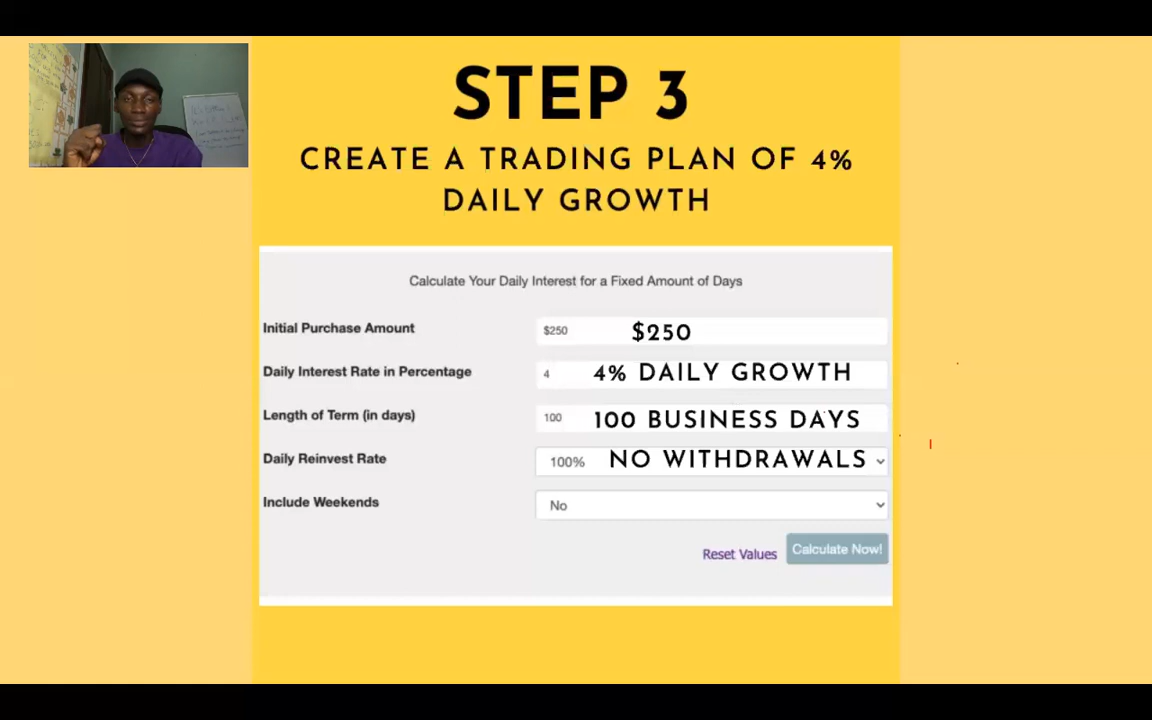 STEP 3
CREATE A TRADING PLAN OF 4%
DAILY GROWTH
Calculate Your Daily Interest for a Fixed Amount of Days
Initial Purchase Amount
$250
$250
Daily Interest Rate in Percentage
4
4% DAILY GROWTH
Length of Term (in days)
100
100 BUSINESS DAYS
Daily Reinvest Rate
100%
NO WITHDRAWALS
Include Weekends
No
Reset Values
Calculate Now!